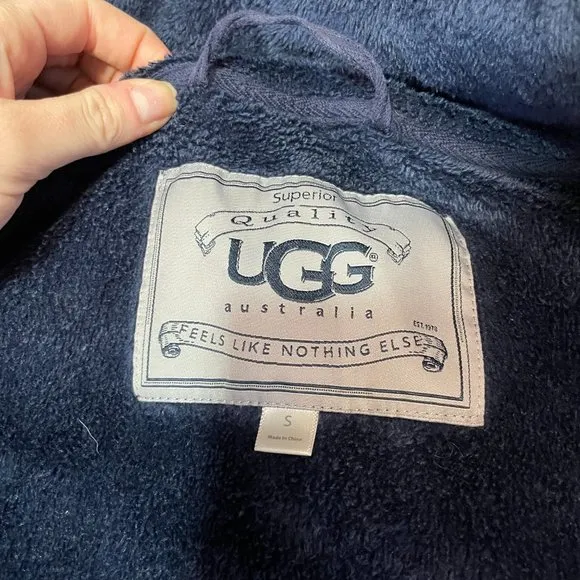 Superior
Quality
UGG®
australia
EST. 1978
FEELS LIKE NOTHING ELSE
S
Made in China